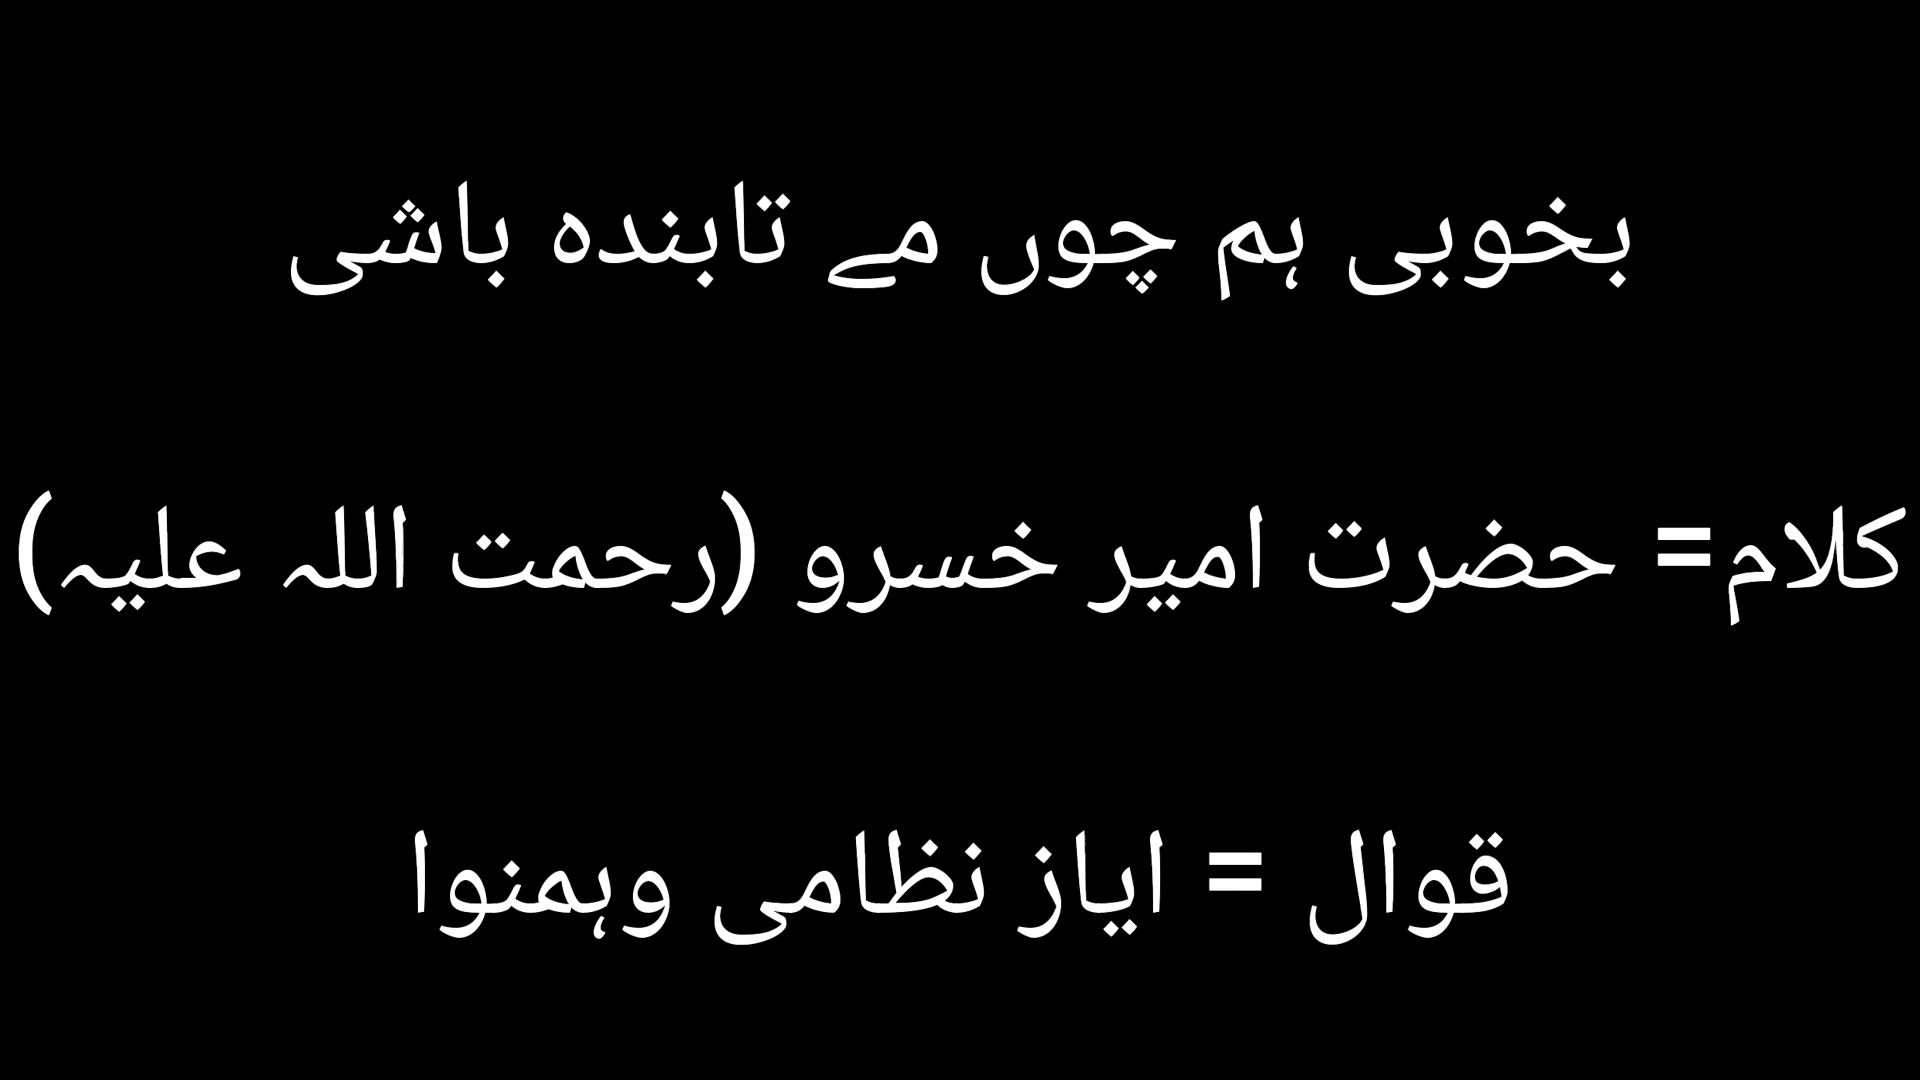 بخوبی ہم چوں مے تابندہ باشی
کلام= حضرت امیر خسرو (رحمت اللہ علیہ)
قوال = ایاز نظامی وہمنوا